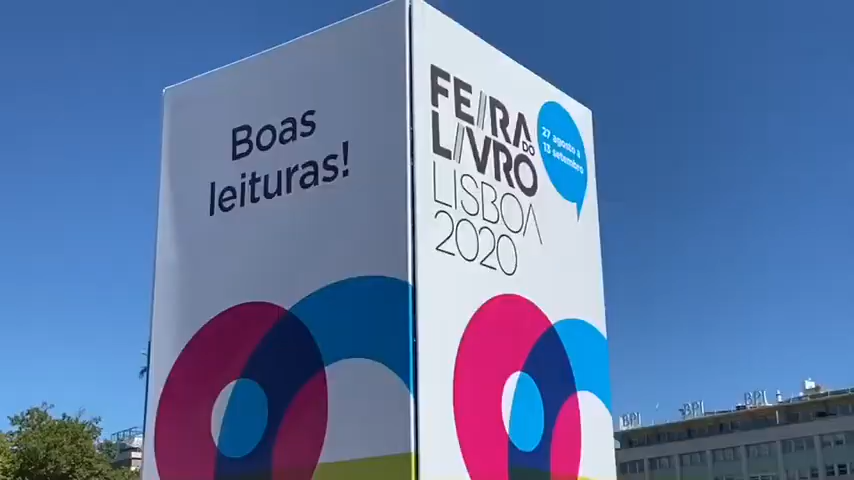 Boas
leituras!
FEIRA
DO
LIVRO
LISBOA
2020
27 agosto a
13 setembro
BPI
BPI
BPI